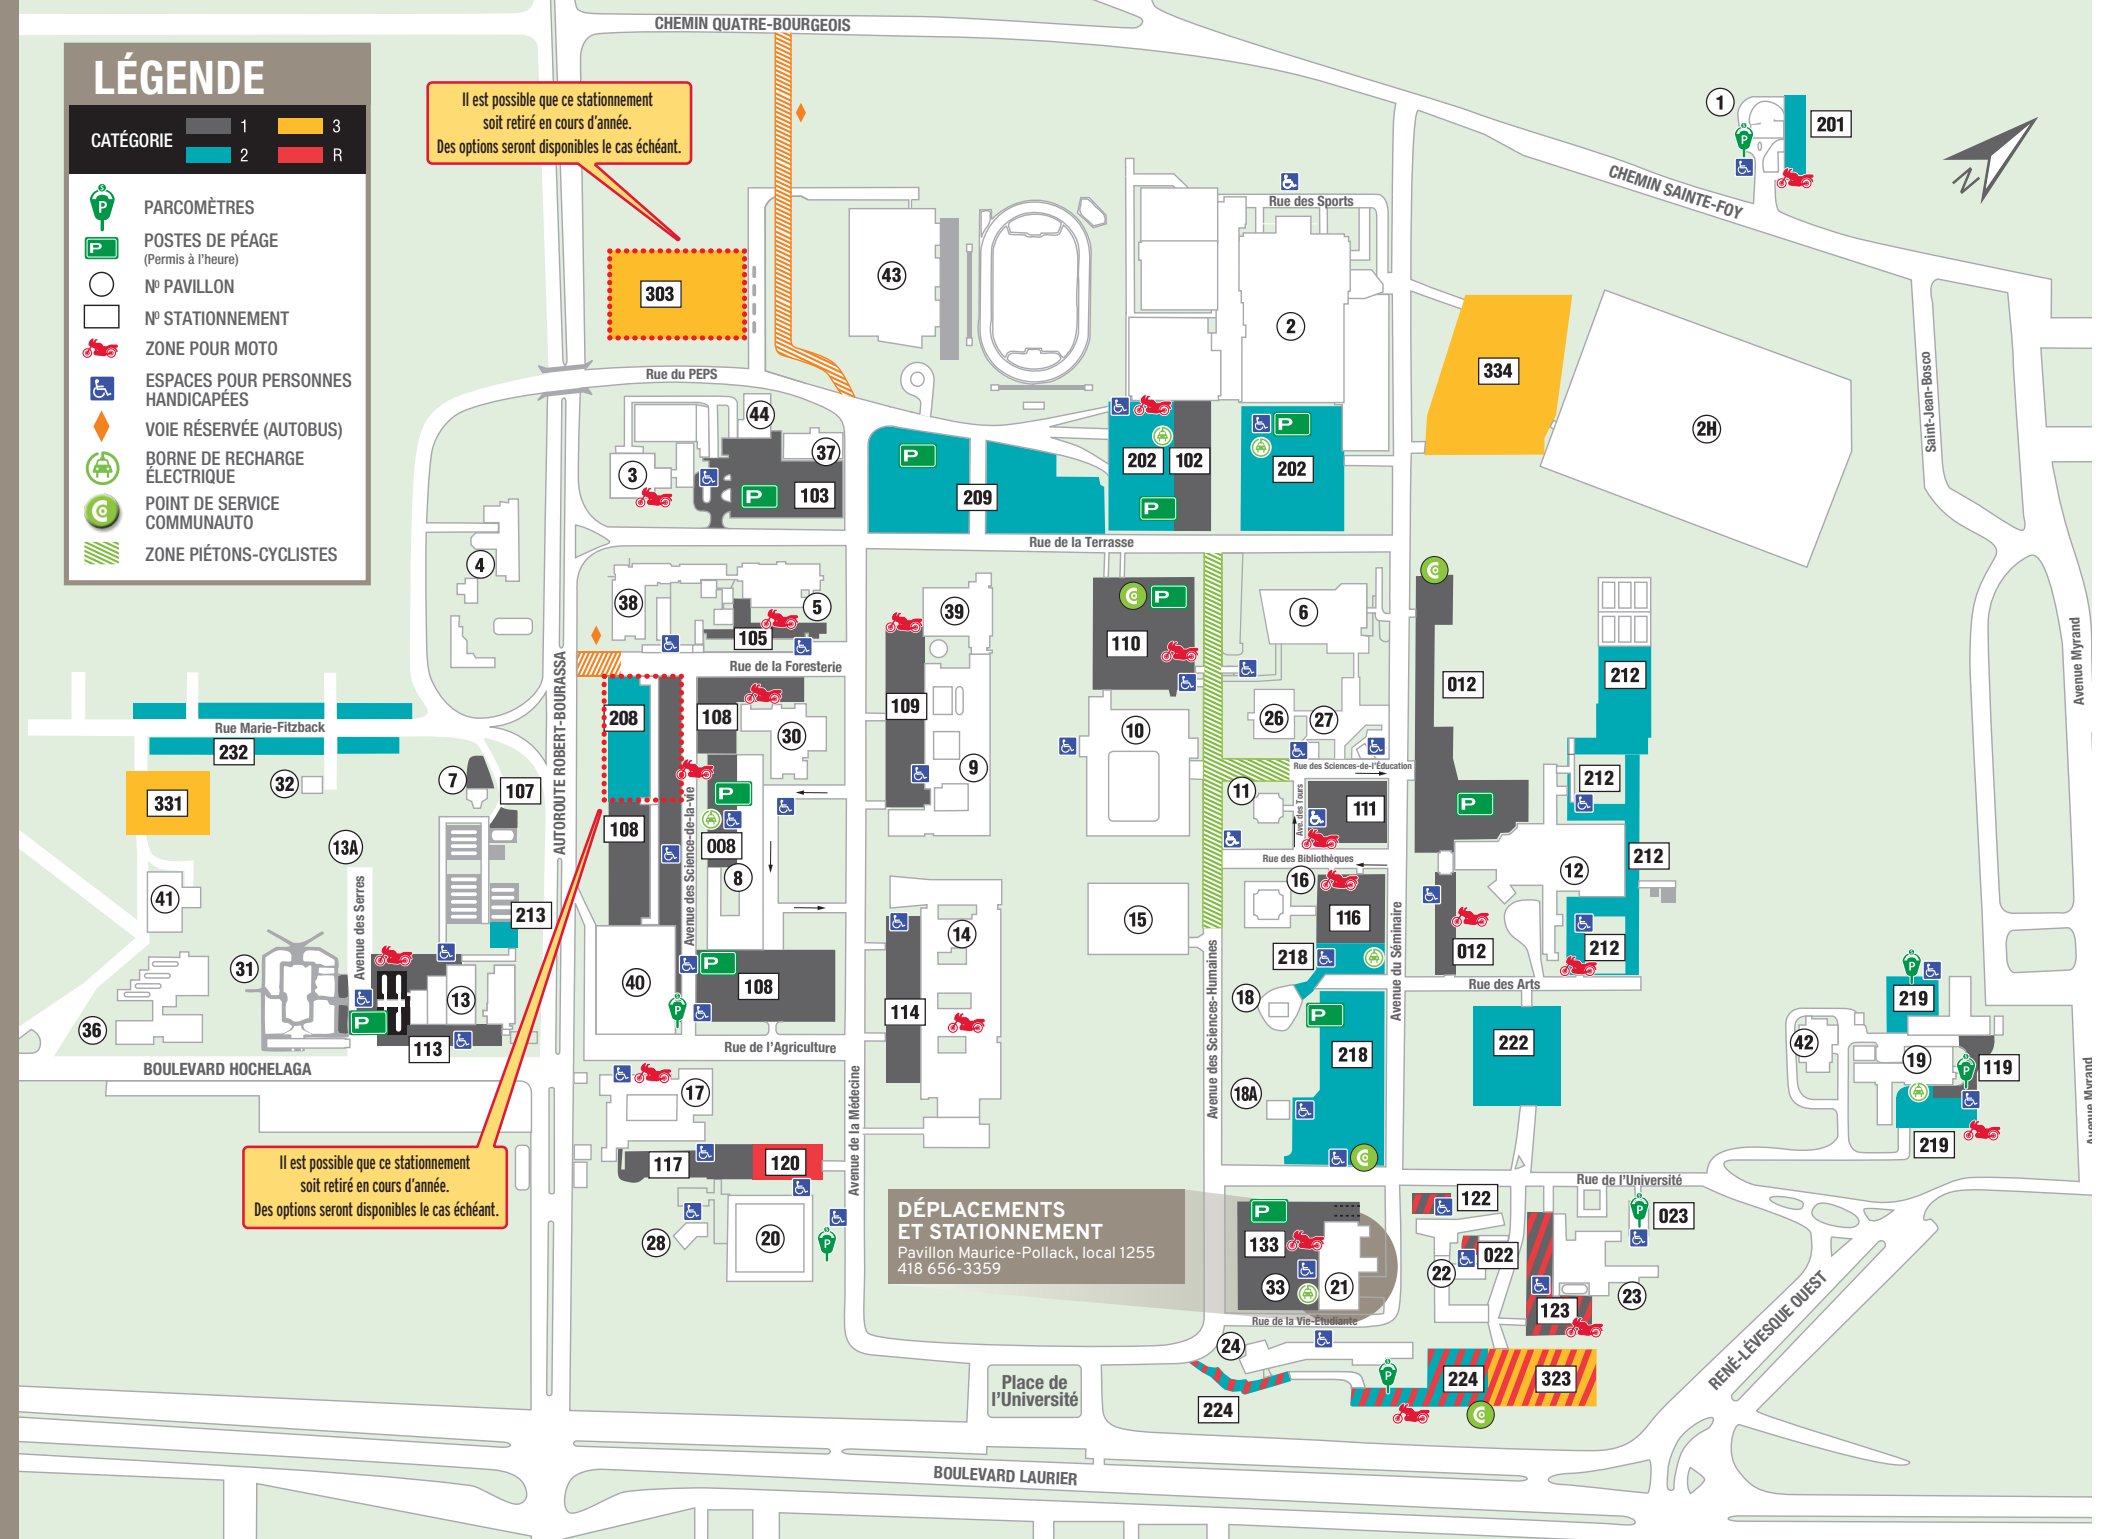 LÉGENDE
CATÉGORIE
1
3
2
R
PARCOMÈTRES
POSTES DE PÉAGE
(Permis à l'heure)
Nº PAVILLON
Nº STATIONNEMENT
ZONE POUR MOTO
ESPACES POUR PERSONNES
HANDICAPÉES
VOIE RÉSERVÉE (AUTOBUS)
BORNE DE RECHARGE
ÉLECTRIQUE
POINT DE SERVICE
COMMUNAUTO
ZONE PIÉTONS-CYCLISTES
CHEMIN QUATRE-BOURGEOIS
Il est possible que ce stationnement
soit retiré en cours d'année.
Des options seront disponibles le cas échéant.
1
201
N
CHEMIN SAINTE-FOY
Rue des Sports
303
43
2
334
2H
Saint-Jean-Bosco
Rue du PEPS
44
37
3
103
209
202
102
202
Rue de la Terrasse
4
38
5
105
39
110
6
012
212
Avenue Myrand
AUTOROUTE ROBERT-BOURASSA
Rue de la Foresterie
208
108
30
109
10
26
27
Rue Marie-Fitzback
232
32
7
107
331
9
Rue des Sciences-de-l'Éducation
212
11
111
Ave. des Tours
13A
108
Avenue des Science-de-la-vie
008
8
Rue des Bibliothèques
12
212
41
Avenue des Serres
213
16
116
15
14
218
Avenue du Séminaire
012
212
31
13
40
108
114
18
Rue des Arts
219
36
113
Rue de l'Agriculture
BOULEVARD HOCHELAGA
Avenue des Sciences-Humaines
218
222
42
19
119
Avenue Myrand
17
18A
219
Avenue de la Médecine
117
120
Il est possible que ce stationnement
soit retiré en cours d'année.
Des options seront disponibles le cas échéant.
Rue de l'Université
122
023
DÉPLACEMENTS
ET STATIONNEMENT
Pavillon Maurice-Pollack, local 1255
418 656-3359
28
20
133
33
21
22
022
123
23
Rue de la Vie-Étudiante
24
224
323
224
RENÉ-LÉVESQUE OUEST
Place de
l'Université
BOULEVARD LAURIER